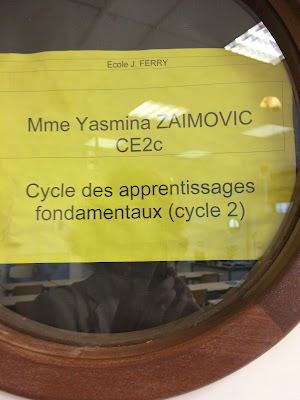 Ecole J. FERRY
Mme Yasmina ZAIMOVIC
CE2c
Cycle des apprentissages
fondamentaux (cycle 2)